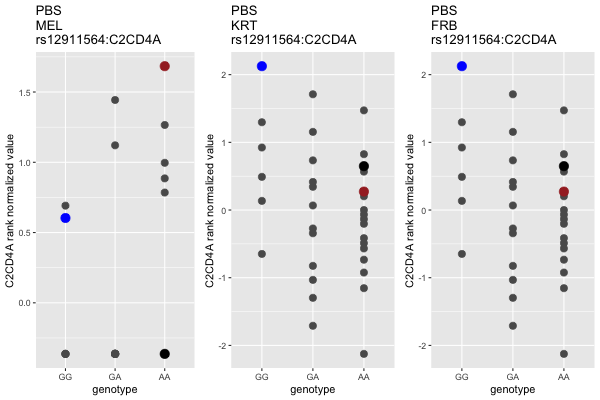 PBS
MEL
rs12911564:C2CD4A
C2CD4A rank normalized value
1.5
1.0
0.5
0.0
GG GA AA
genotype
PBS
KRT
rs12911564:C2CD4A
C2CD4A rank normalized value
2
1
0
-1
-2
GG GA AA
genotype
PBS
FRB
rs12911564:C2CD4A
C2CD4A rank normalized value
2
1
0
-1
-2
GG GA AA
genotype